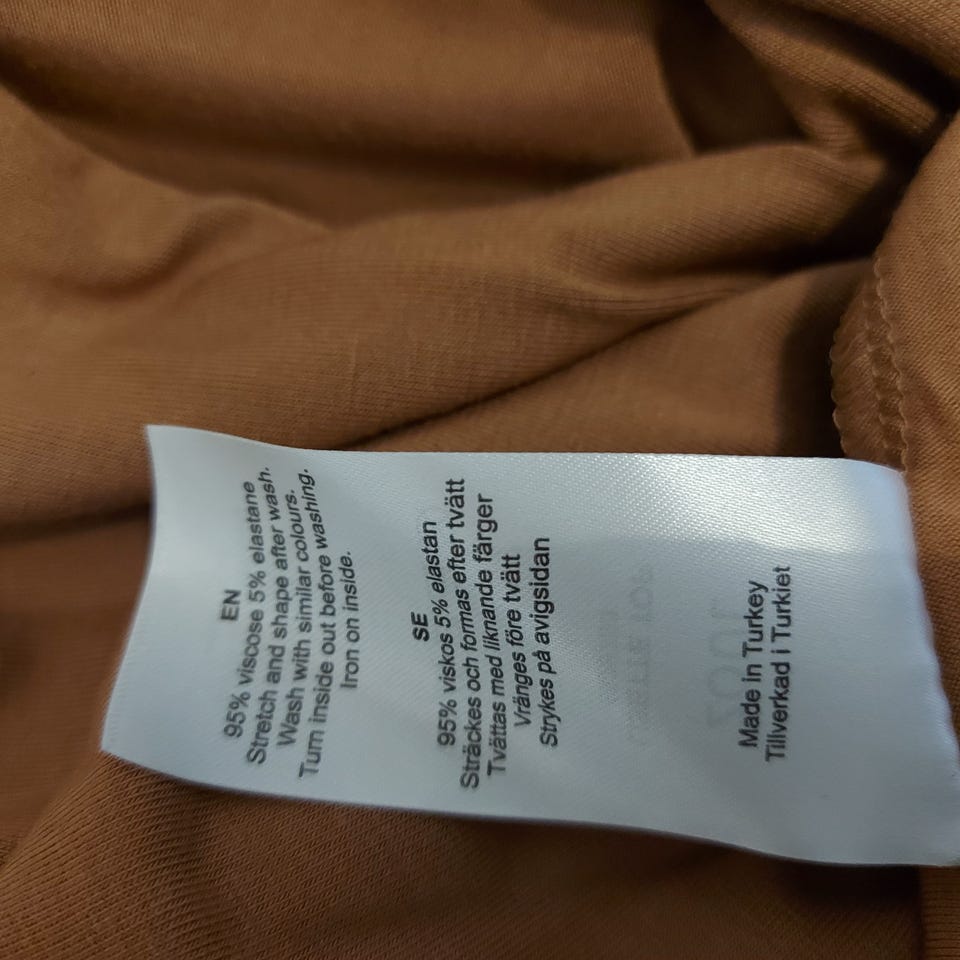 EN
95% viscose 5% elastane
Stretch and shape after wash.
Wash with similar colours.
Turn inside out before washing.
Iron on inside.
SE
95% viskos 5% elastan
Sträckes och formas efter tvätt
Tvättas med liknande färger
Vränges före tvätt
Strykes på avigsidan
Made in Turkey
Tillverkad i Turkiet